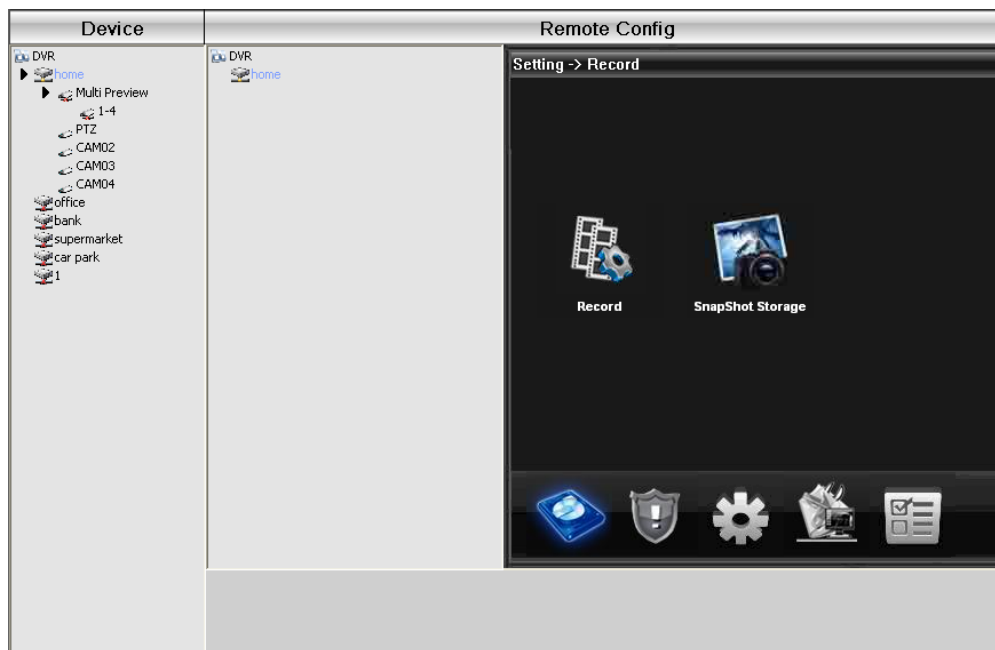 Device
Remote Config
DVR
home
Multi Preview
1-4
PTZ
CAM02
CAM03
CAM04
office
bank
supermarket
car park
1
DVR
home
Setting -> Record
Record
SnapShot Storage